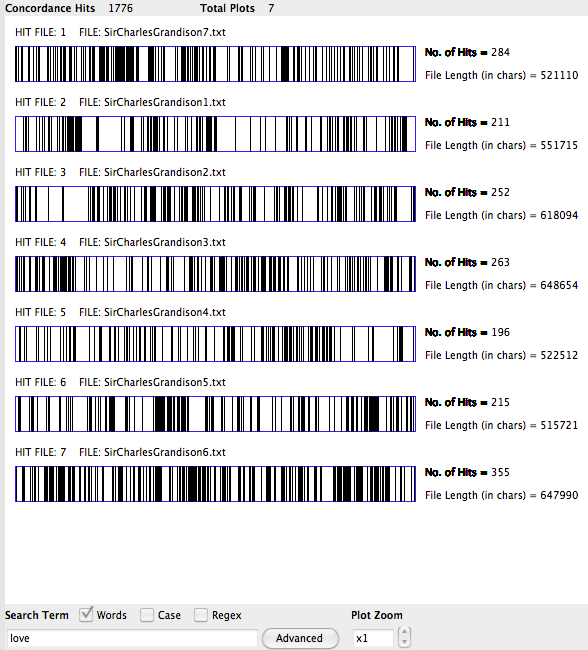 Concordance Hits 1776 Total Plots 7
HIT FILE: 1 FILE: SirCharlesGrandison7.txt
No. of Hits = 284
File Length (in chars) = 521110
HIT FILE: 2 FILE: SirCharlesGrandison1.txt
No. of Hits = 211
File Length (in chars) = 551715
HIT FILE: 3 FILE: SirCharlesGrandison2.txt
No. of Hits = 252
File Length (in chars) = 618094
HIT FILE: 4 FILE: SirCharlesGrandison3.txt
No. of Hits = 263
File Length (in chars) = 648654
HIT FILE: 5 FILE: SirCharlesGrandison4.txt
No. of Hits = 196
File Length (in chars) = 522512
HIT FILE: 6 FILE: SirCharlesGrandison5.txt
No. of Hits = 215
File Length (in chars) = 515721
HIT FILE: 7 FILE: SirCharlesGrandison6.txt
No. of Hits = 355
File Length (in chars) = 647990
Search Term Words Case Regex Plot Zoom
love Advanced x1